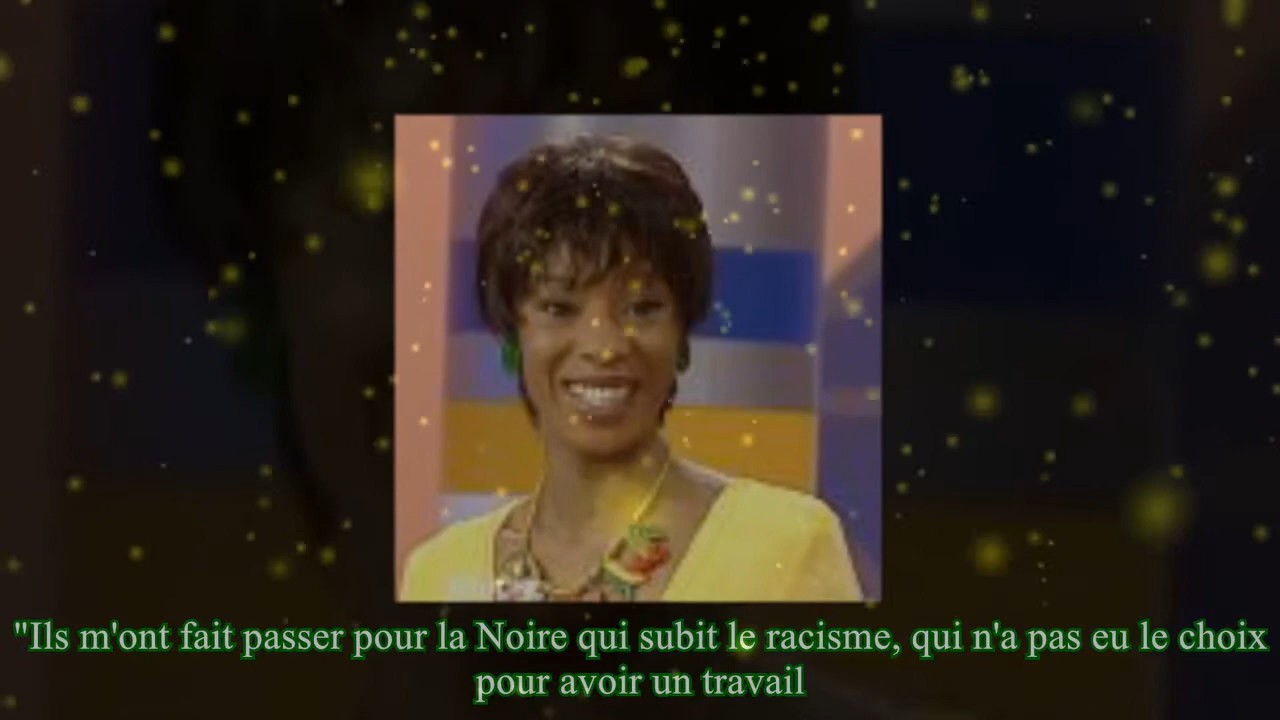 "Ils m'ont fait passer pour la Noire qui subit le racisme, qui n'a pas eu le choix
pour avoir un travail